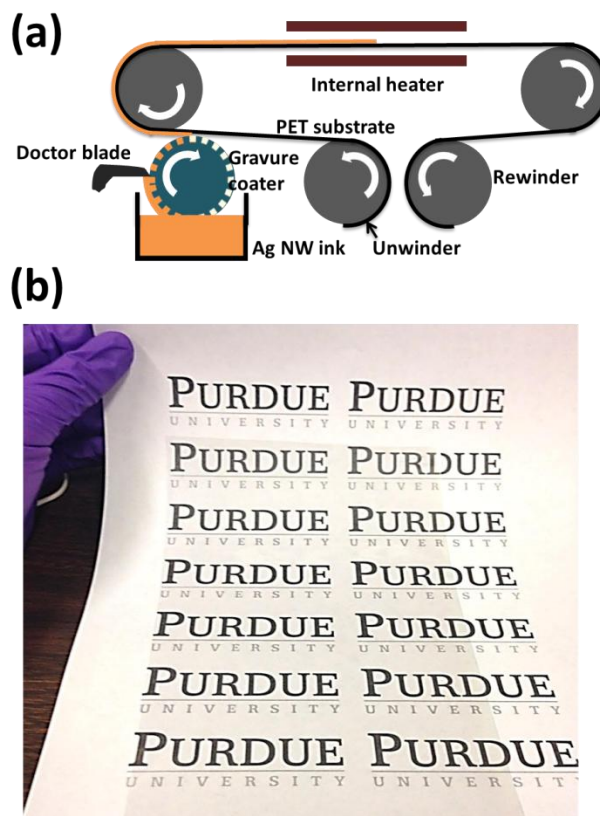 (a)
Internal heater
PET substrate
Doctor blade
Gravure
coater
Rewinder
Ag NW ink
Unwinder
(b)
PURDUE PURDUE
UNIVERSITY UNIVERSITY
PURDUE PURDUE
UNIVERSITY UNIVERSITY
PURDUE PURDUE
UNIVERSITY UNIVERSITY
PURDUE PURDUE
UNIVERSITY UNIVERSITY
PURDUE PURDUE
UNIVERSITY UNIVERSITY
PURDUE PURDUE
UNIVERSITY UNIVERSITY
PURDUE PURDUE
UNIVERSITY UNIVERSIT